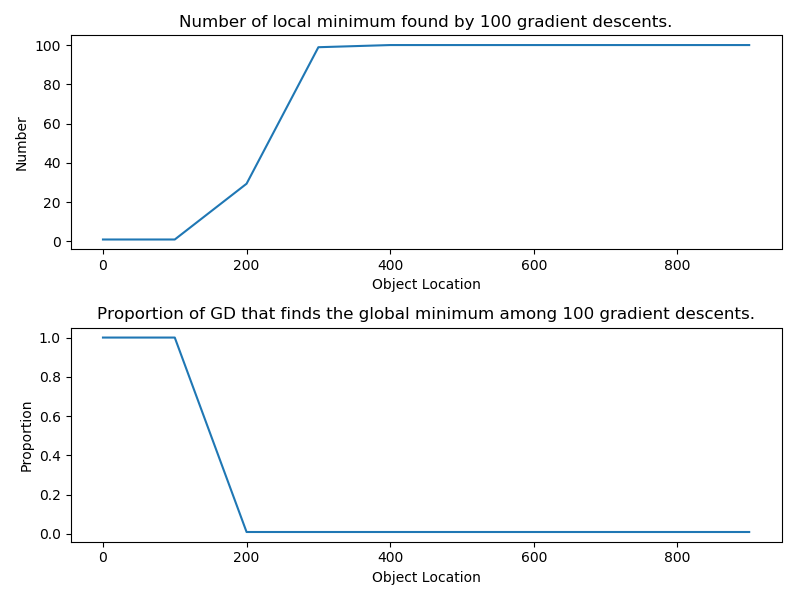 Number of local minimum found by 100 gradient descents.
100
80
60
40
20
0
Number
0 200 400 600 800
Object Location
Proportion of GD that finds the global minimum among 100 gradient descents.
1.0
0.8
0.6
0.4
0.2
0.0
Proportion
0 200 400 600 800
Object Location